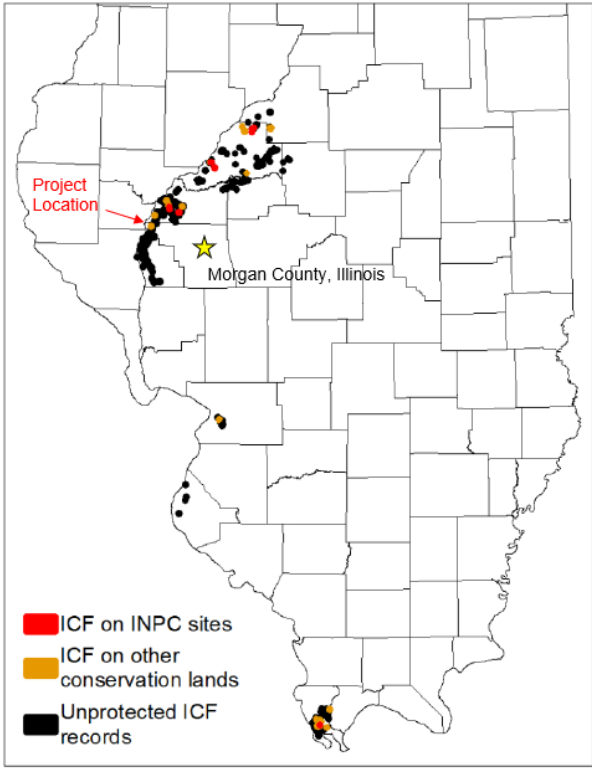 Project
Location
Morgan County, Illinois
ICF on INPC sites
ICF on other
conservation lands
Unprotected ICF
records